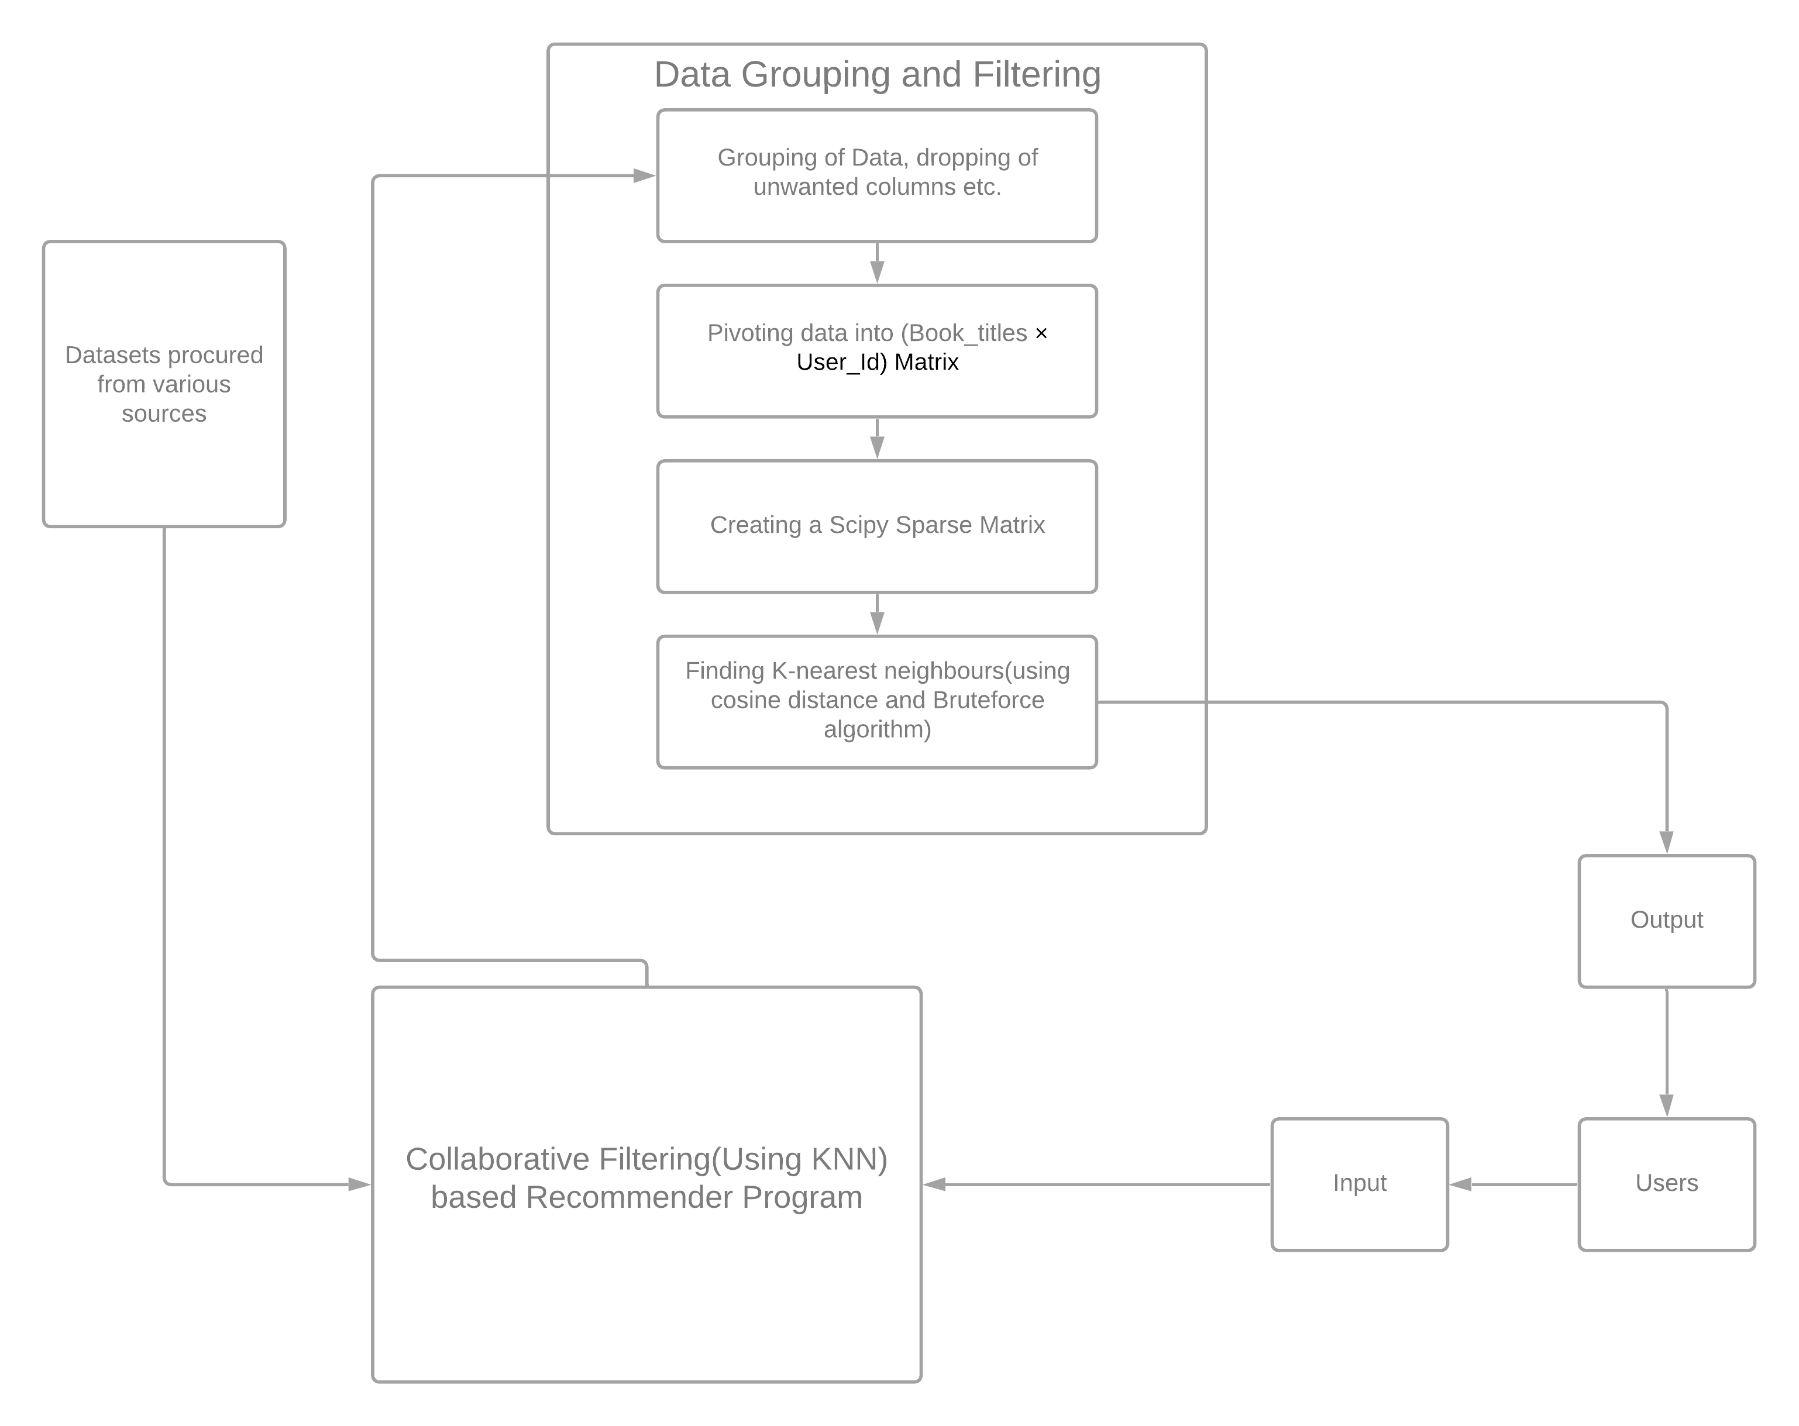 Data Grouping and Filtering
Grouping of Data, dropping of
unwanted columns etc.
Pivoting data into (Book_titles ×
User_Id) Matrix
Datasets procured
from various
sources
Creating a Scipy Sparse Matrix
Finding K-nearest neighbours(using
cosine distance and Bruteforce
algorithm)
Output
Collaborative Filtering(Using KNN)
based Recommender Program
Input
Users